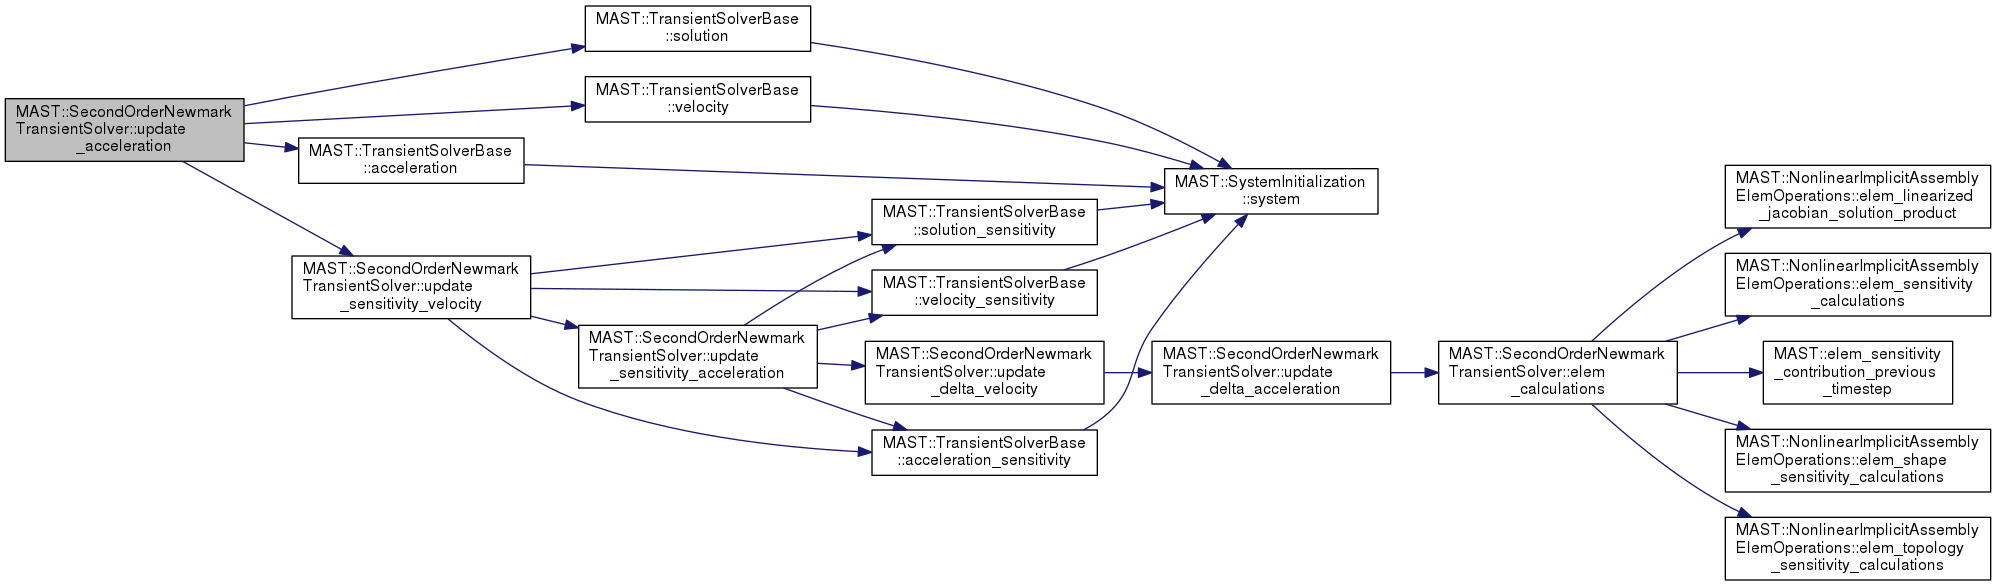 MAST::SecondOrderNewmark
TransientSolver::update
_acceleration
MAST::TransientSolverBase
::solution
MAST::TransientSolverBase
::velocity
MAST::TransientSolverBase
::acceleration
MAST::SecondOrderNewmark
TransientSolver::update
_sensitivity_velocity
MAST::TransientSolverBase
::solution_sensitivity
MAST::TransientSolverBase
::velocity_sensitivity
MAST::SecondOrderNewmark
TransientSolver::update
_sensitivity_acceleration
MAST::SecondOrderNewmark
TransientSolver::update
_delta_velocity
MAST::TransientSolverBase
::acceleration_sensitivity
MAST::SystemInitialization
::system
MAST::SecondOrderNewmark
TransientSolver::update
_delta_acceleration
MAST::SecondOrderNewmark
TransientSolver::elem
_calculations
MAST::NonlinearImplicitAssembly
ElemOperations::elem_linearized
_jacobian_solution_product
MAST::NonlinearImplicitAssembly
ElemOperations::elem_sensitivity
_calculations
MAST::elem_sensitivity
_contribution_previous
_timestep
MAST::NonlinearImplicitAssembly
ElemOperations::elem_shape
_sensitivity_calculations
MAST::NonlinearImplicitAssembly
ElemOperations::elem_topology
_sensitivity_calculations